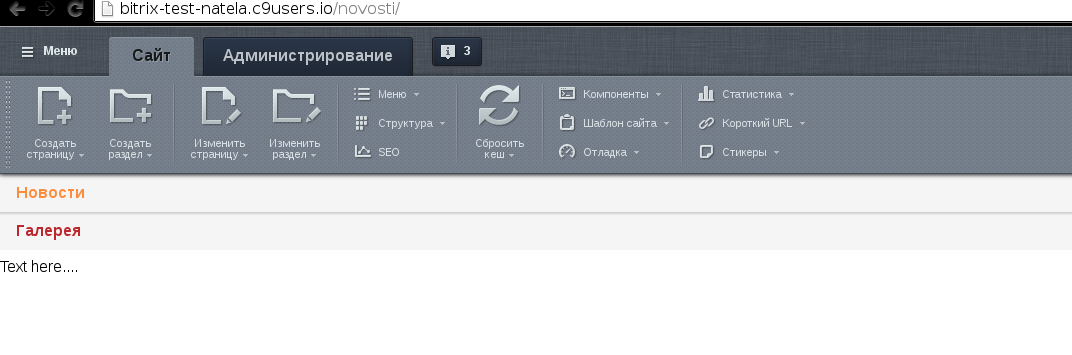 bitrix-test-natela.c9users.io/novosti/
Меню
Сайт
Администрирование
3
Создать
страницу
Создать
раздел
Изменить
страницу
Изменить
раздел
Меню
Структура
SEO
Сбросить
кеш
Компоненты
Шаблон сайта
Отладка
Статистика
Короткий URL
Стикеры
Новости
Галерея
Text here....